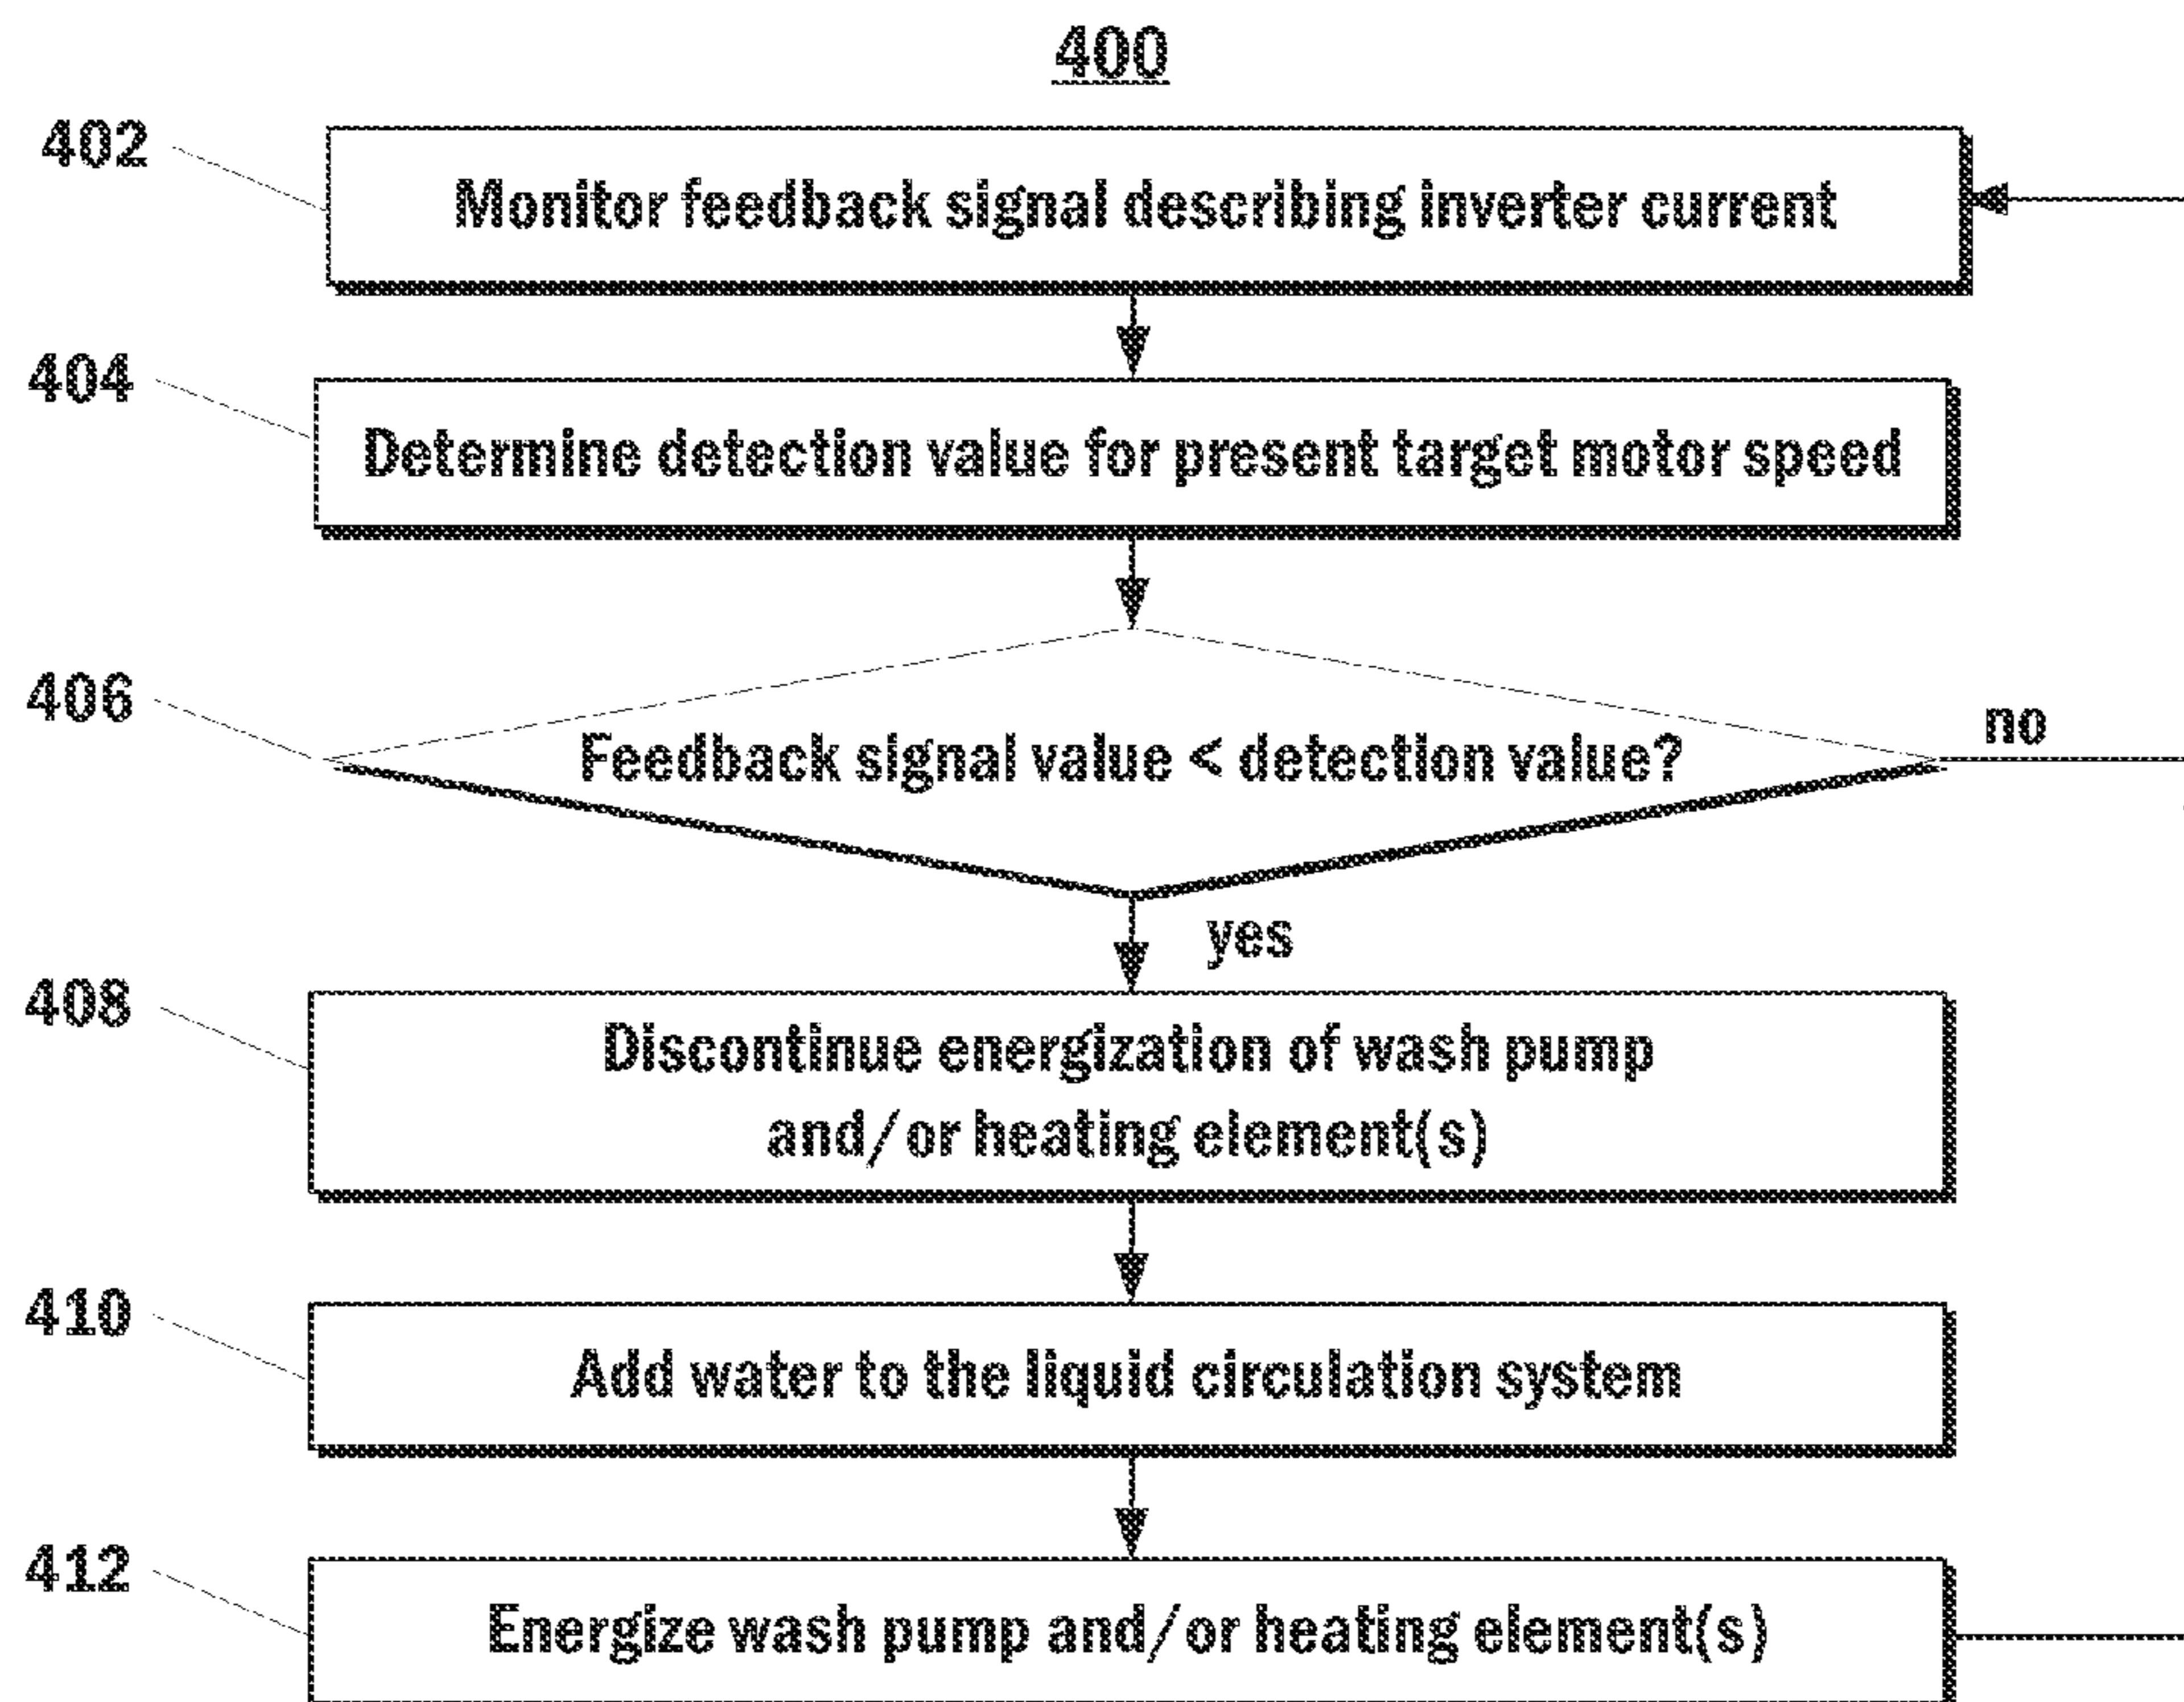 400
402
Monitor feedback signal describing inverter current
404
Determine detection value for present target motor speed
406
Feedback signal value < detection value?
no
yes
408
Discontinue energization of wash pump
and/or heating element(s)
410
Add water to the liquid circulation system
412
Energize wash pump and/or heating element(s)